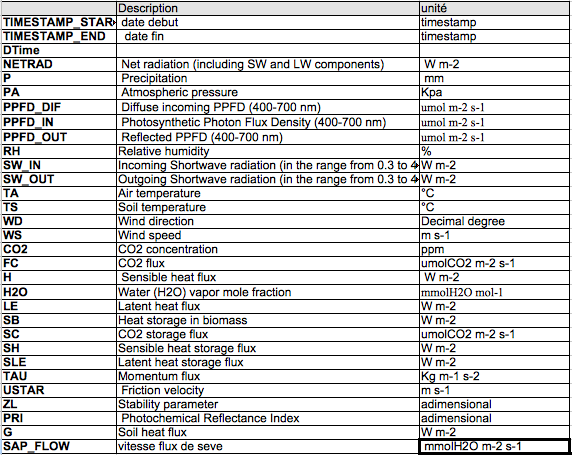 Description unité
TIMESTAMP_STAR date debut timestamp
TIMESTAMP_END date fin timestamp
DTime
NETRAD Net radiation (including SW and LW components) W m-2
P Precipitation mm
PA Atmospheric pressure Kpa
PPFD_DIF Diffuse incoming PPFD (400-700 nm) umol m-2 s-1
PPFD_IN Photosynthetic Photon Flux Density (400-700 nm) umol m-2 s-1
PPFD_OUT Reflected PPFD (400-700 nm) umol m-2 s-1
RH Relative humidity %
SW_IN Incoming Shortwave radiation (in the range from 0.3 to 4 W m-2
SW_OUT Outgoing Shortwave radiation (in the range from 0.3 to 4 W m-2
TA Air temperature °C
TS Soil temperature °C
WD Wind direction Decimal degree
WS Wind speed m s-1
CO2 CO2 concentration ppm
FC CO2 flux umolCO2 m-2 s-1
H Sensible heat flux W m-2
H2O Water (H2O) vapor mole fraction mmolH2O mol-1
LE Latent heat flux W m-2
SB Heat storage in biomass W m-2
SC CO2 storage flux umolCO2 m-2 s-1
SH Sensible heat storage flux W m-2
SLE Latent heat storage flux W m-2
TAU Momentum flux Kg m-1 s-2
USTAR Friction velocity m s-1
ZL Stability parameter adimensional
PRI Photochemical Reflectance Index adimensional
G Soil heat flux W m-2
SAP_FLOW vitesse flux de seve mmolH2O m-2 s-1